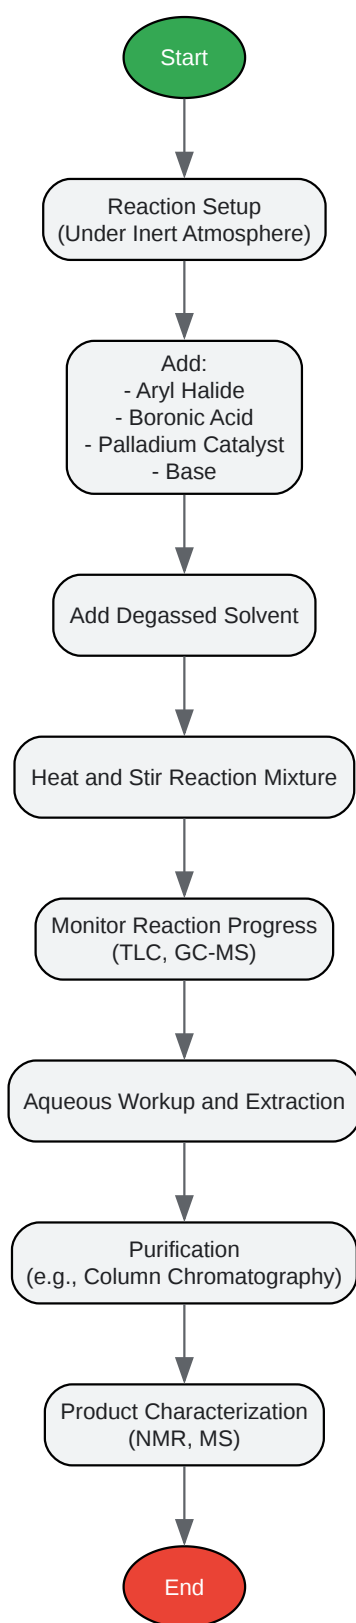 Start
Reaction Setup
(Under Inert Atmosphere)
Add:
- Aryl Halide
- Boronic Acid
- Palladium Catalyst
- Base
Add Degassed Solvent
Heat and Stir Reaction Mixture
Monitor Reaction Progress
(TLC, GC-MS)
Aqueous Workup and Extraction
Purification
(e.g., Column Chromatography)
Product Characterization
(NMR, MS)
End